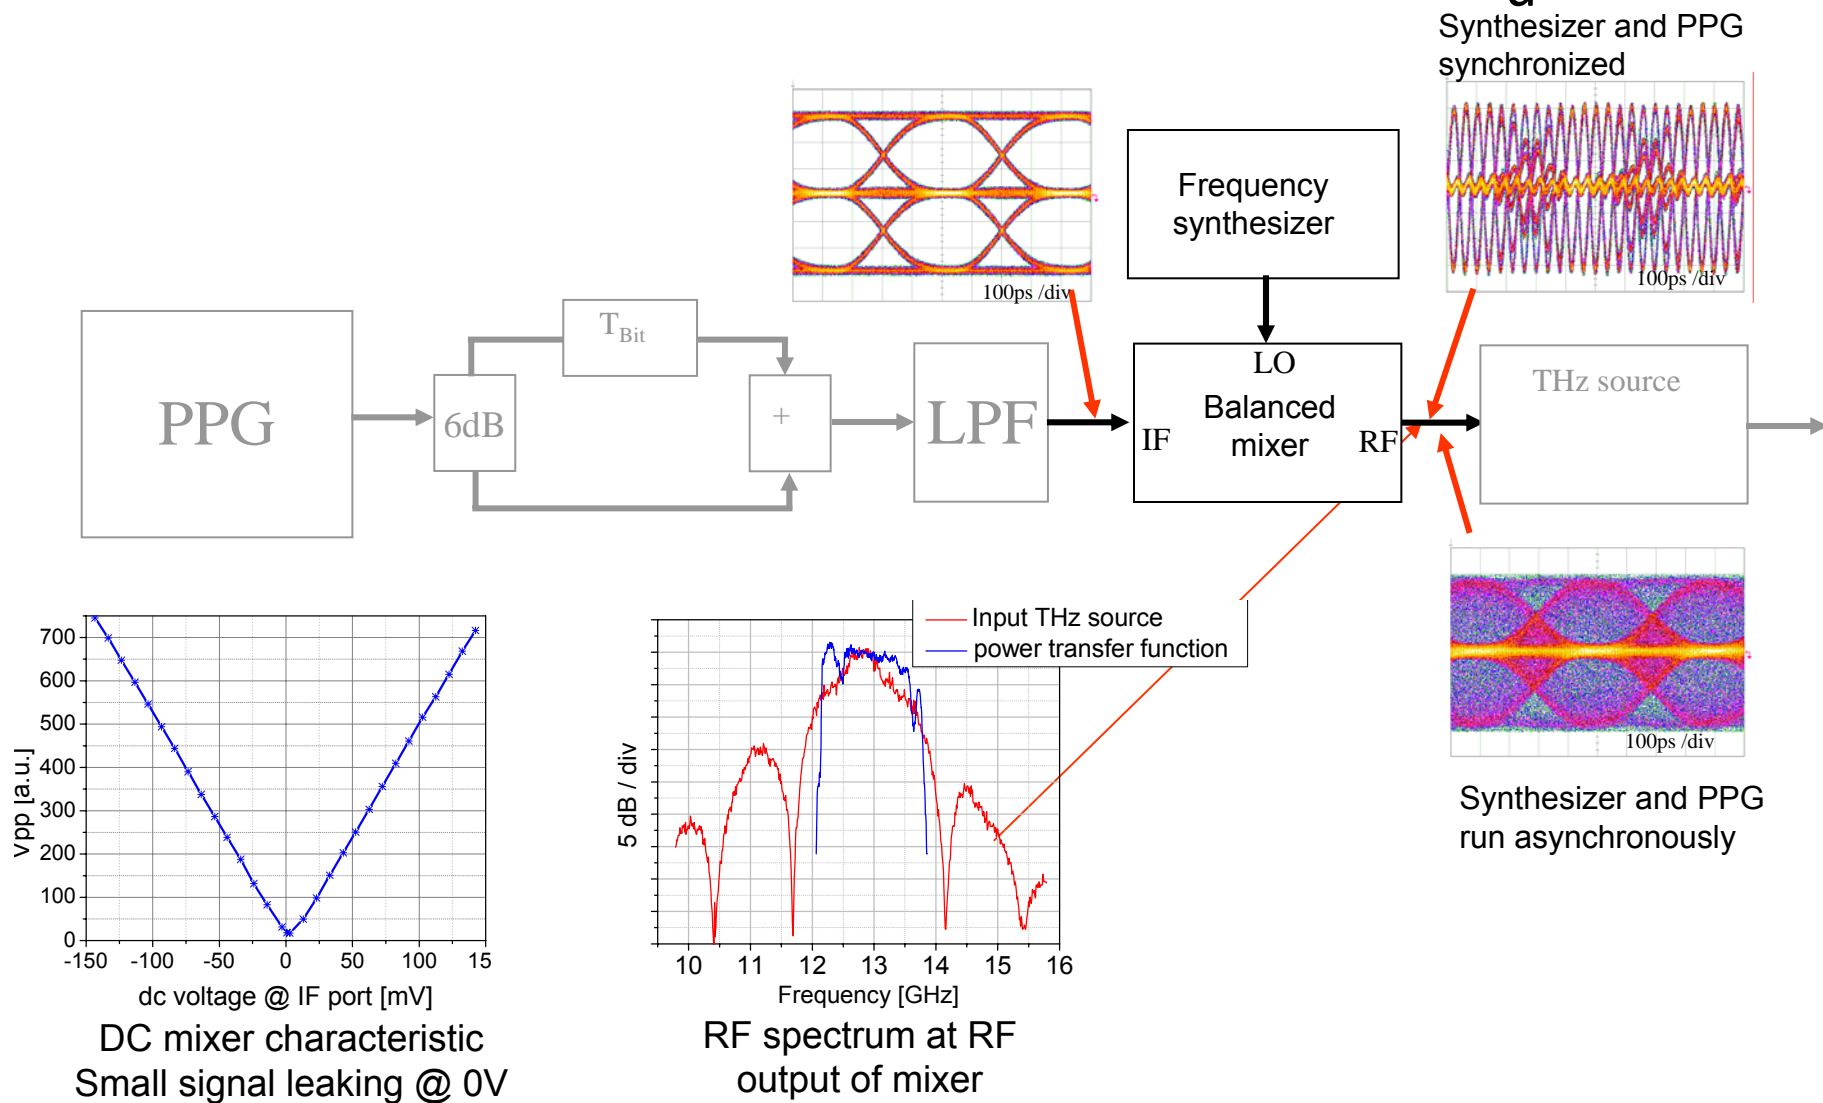 Synthesizer and PPG
synchronized
100ps /div
100ps /div
Frequency
synthesizer
T Bit
PPG
6dB
+
LPF
LO
Balanced
mixer
IF
RF
THz source
100ps /div
Synthesizer and PPG
run asynchronously
700
600
500
400
300
200
100
0
vpp [a.u.]
-150 -100 -50 0 50 100 15
dc voltage @ IF port [mV]
DC mixer characteristic
Small signal leaking @ 0V
Input THz source
power transfer function
5 dB / div
10 11 12 13 14 15 16
Frequency [GHz]
RF spectrum at RF
output of mixer